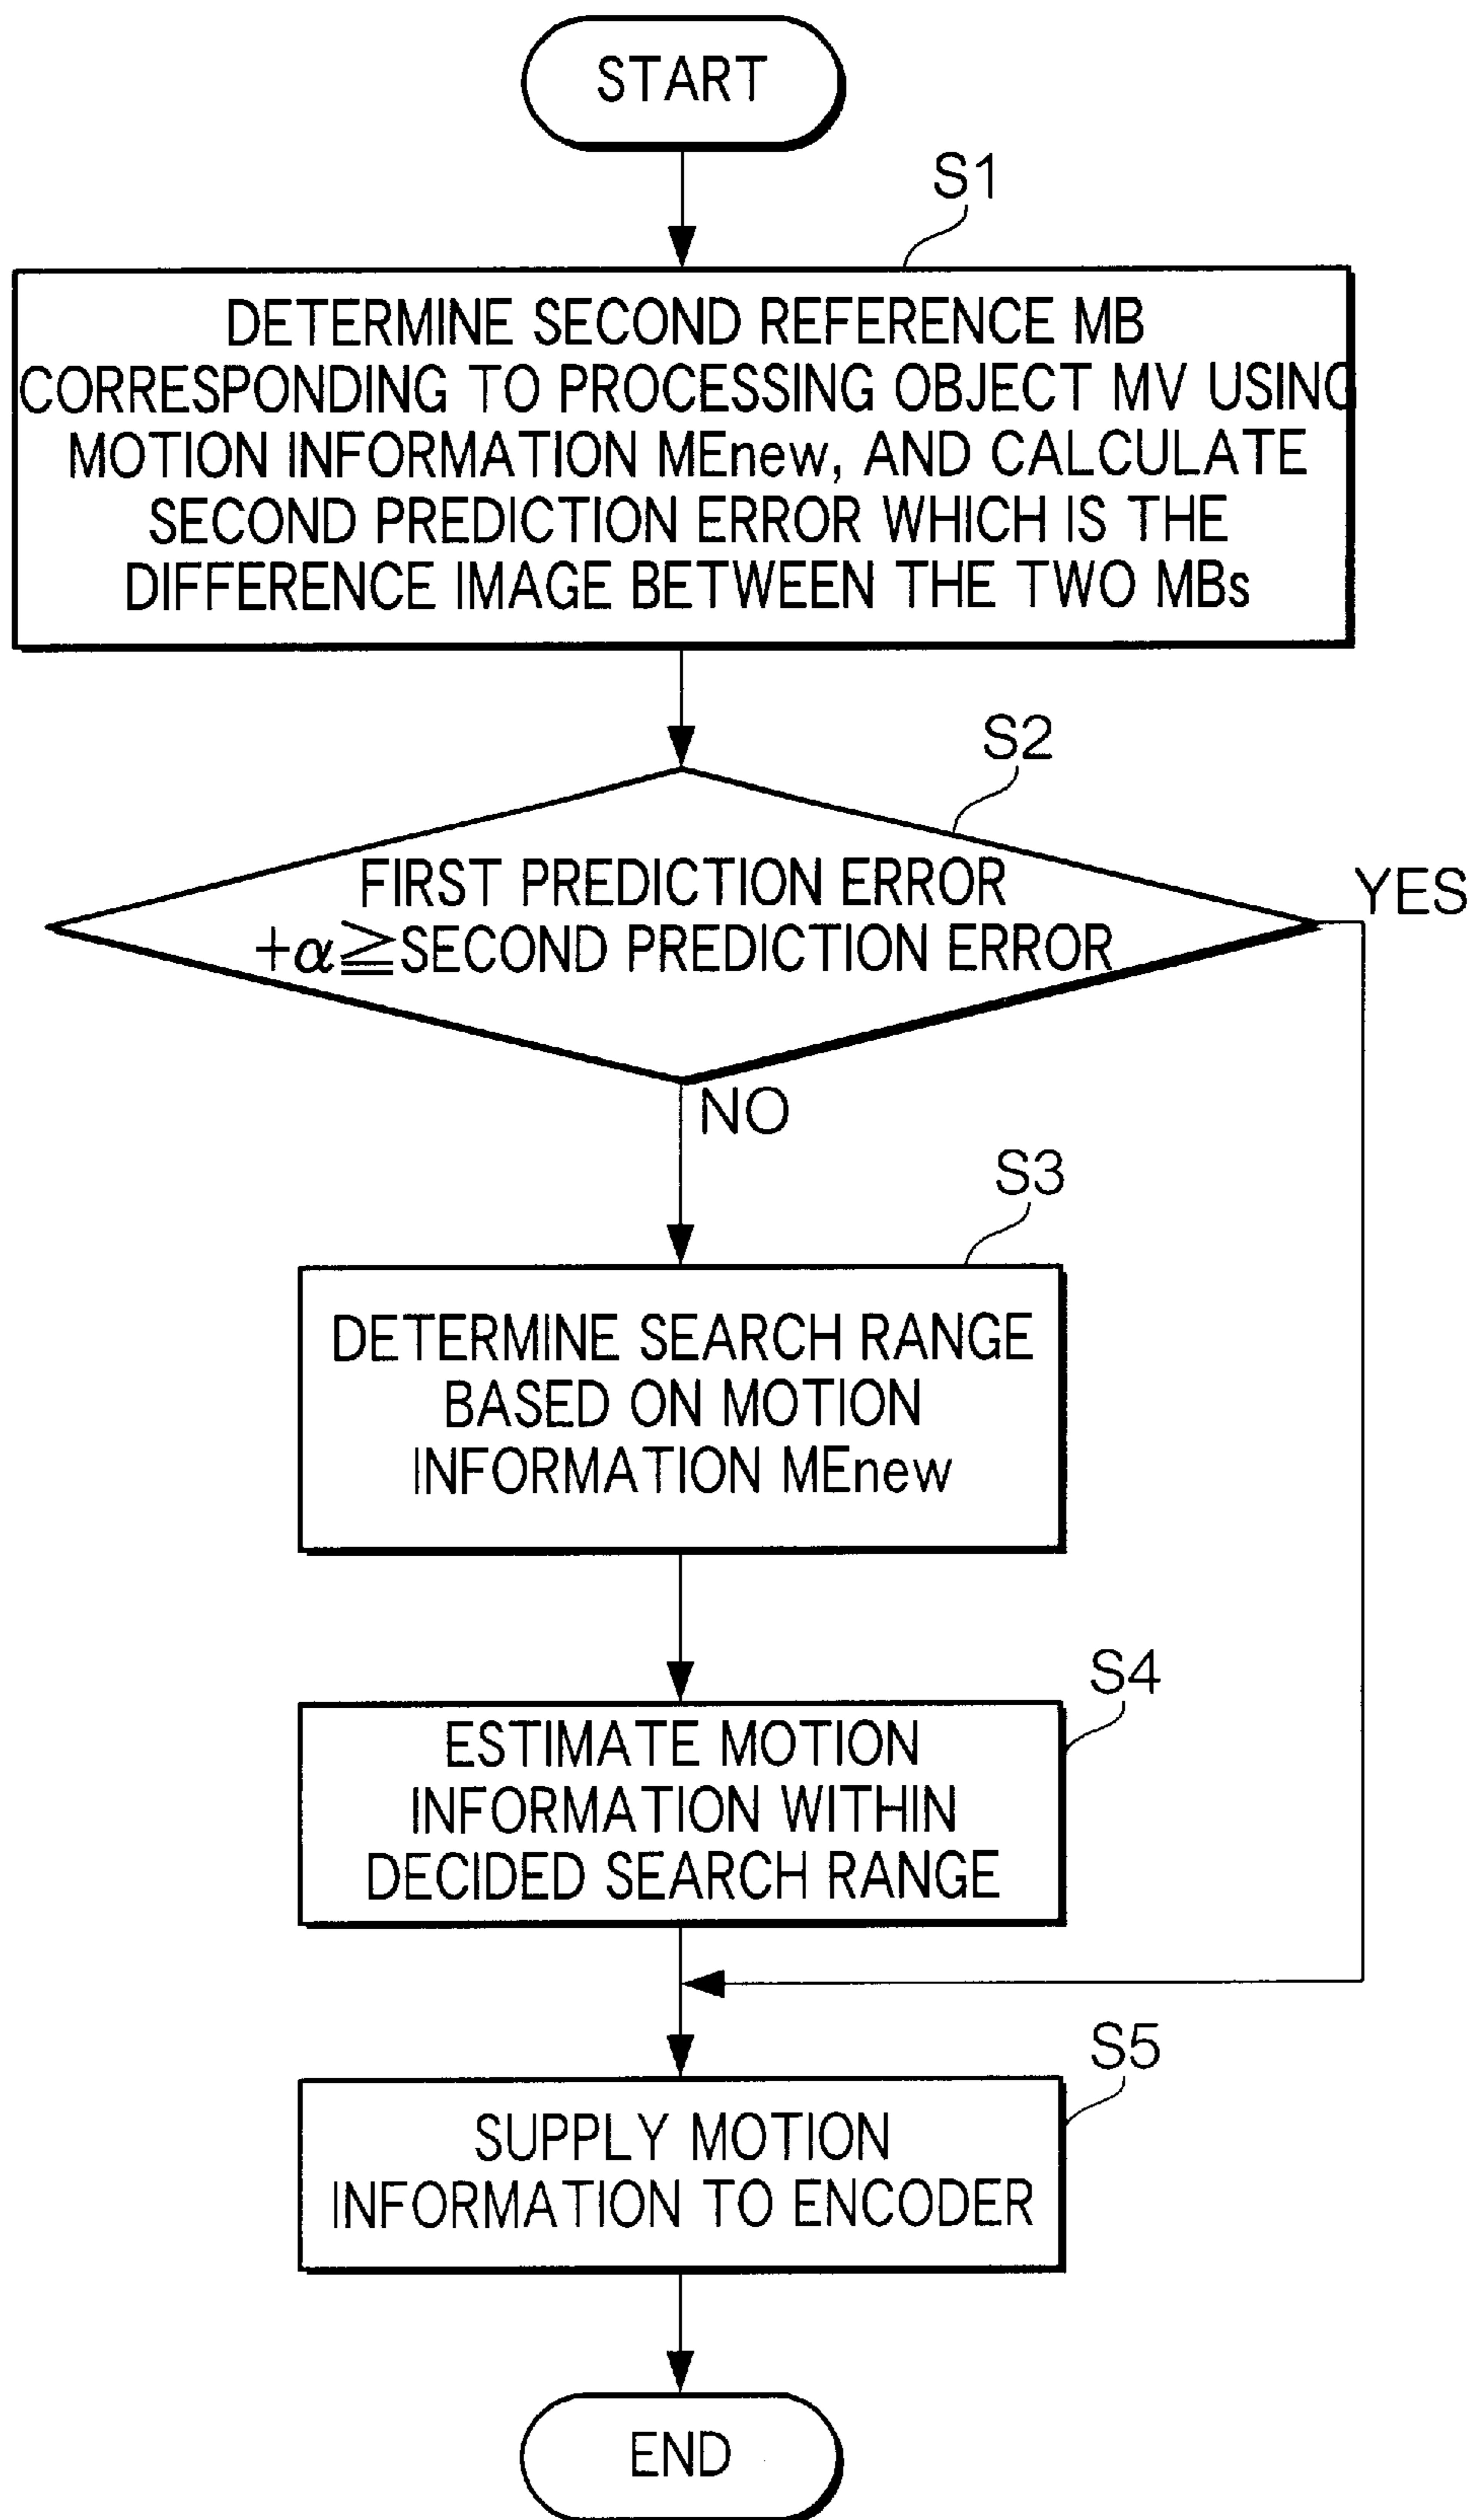 START
S1
DETERMINE SECOND REFERENCE MB
CORRESPONDING TO PROCESSING OBJECT MV USING
MOTION INFORMATION MEnew, AND CALCULATE
SECOND PREDICTION ERROR WHICH IS THE
DIFFERENCE IMAGE BETWEEN THE TWO MBs
S2
FIRST PREDICTION ERROR
+α≧SECOND PREDICTION ERROR
YES
NO
S3
DETERMINE SEARCH RANGE
BASED ON MOTION
INFORMATION MEnew
S4
ESTIMATE MOTION
INFORMATION WITHIN
DECIDED SEARCH RANGE
S5
SUPPLY MOTION
INFORMATION TO ENCODER
END